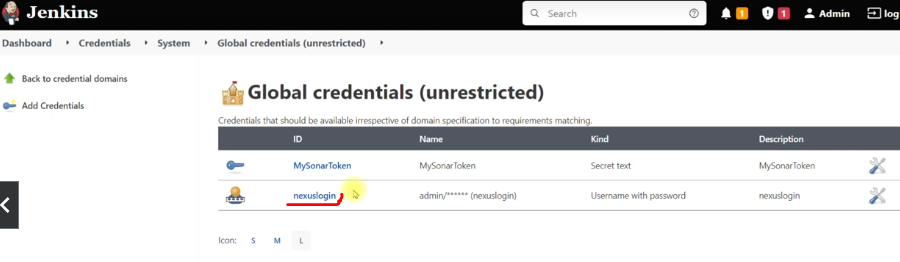 Jenkins Search 1 1 Admin log
Dashboard Credentials System Global credentials (unrestricted)
Back to credential domains
Add Credentials
Global credentials (unrestricted)
Credentials that should be available irrespective of domain specification to requirements matching.
ID Name Kind Description
MySonarToken MySonarToken Secret text MySonarToken
nexuslogin admin/****** (nexuslogin) Username with password nexuslogin
Icon: S M L